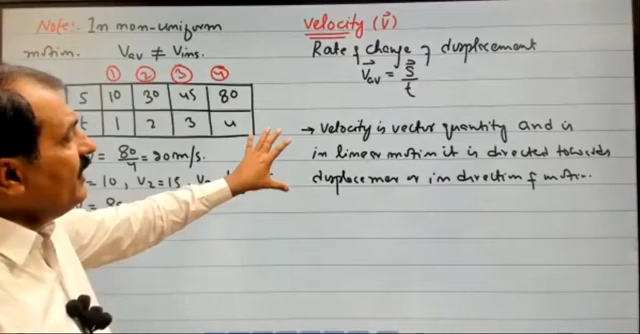 Note:- In non-uniform
motion. Vav ≠ Vins.
① ② ③ ④
S 10 30 45 80
t 1 2 3 4
= 80/4 = 20 m/s.
= 10, V2 = 15,
velocity (v⃗)
Rate of change of displacement
V⃗av = S⃗/t
→ Velocity is vector quantity and is
in linear motion it is directed towards
displacemen or in direction of motion.